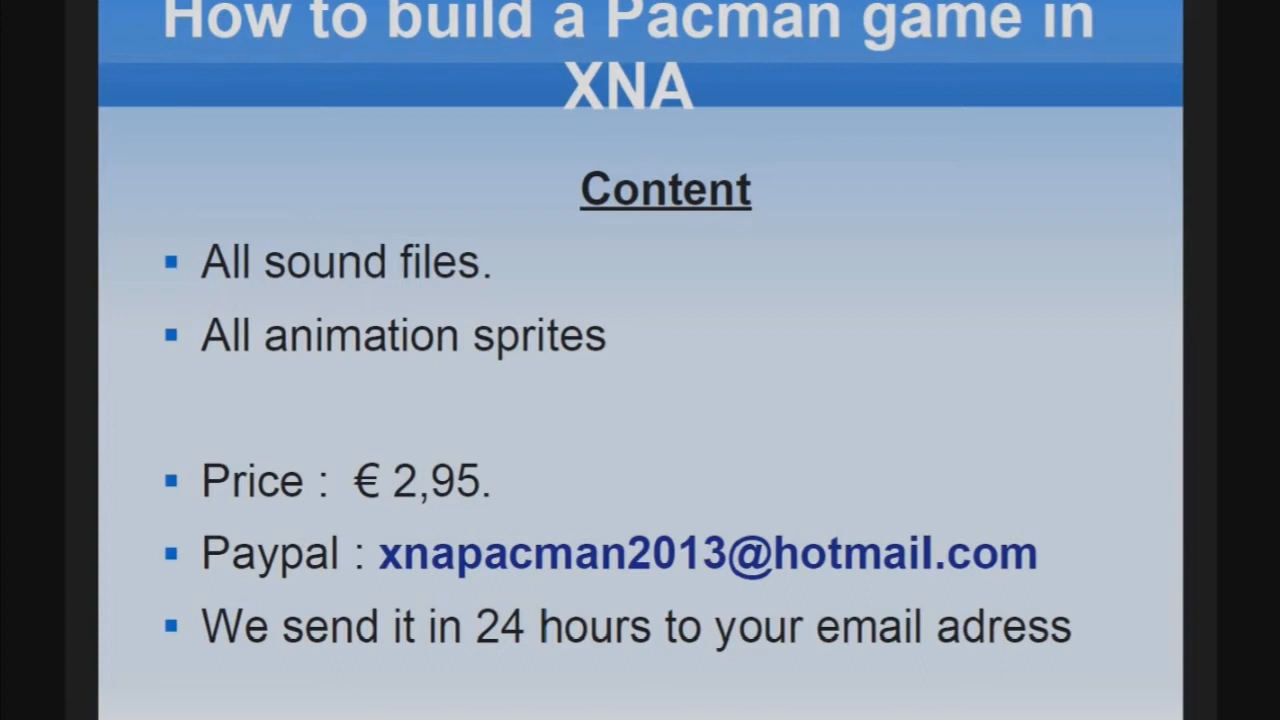 How to build a Pacman game in
XNA
Content
▪ All sound files.
▪ All animation sprites
▪ Price :  € 2,95.
▪ Paypal : xnapacman2013@hotmail.com
▪ We send it in 24 hours to your email adress